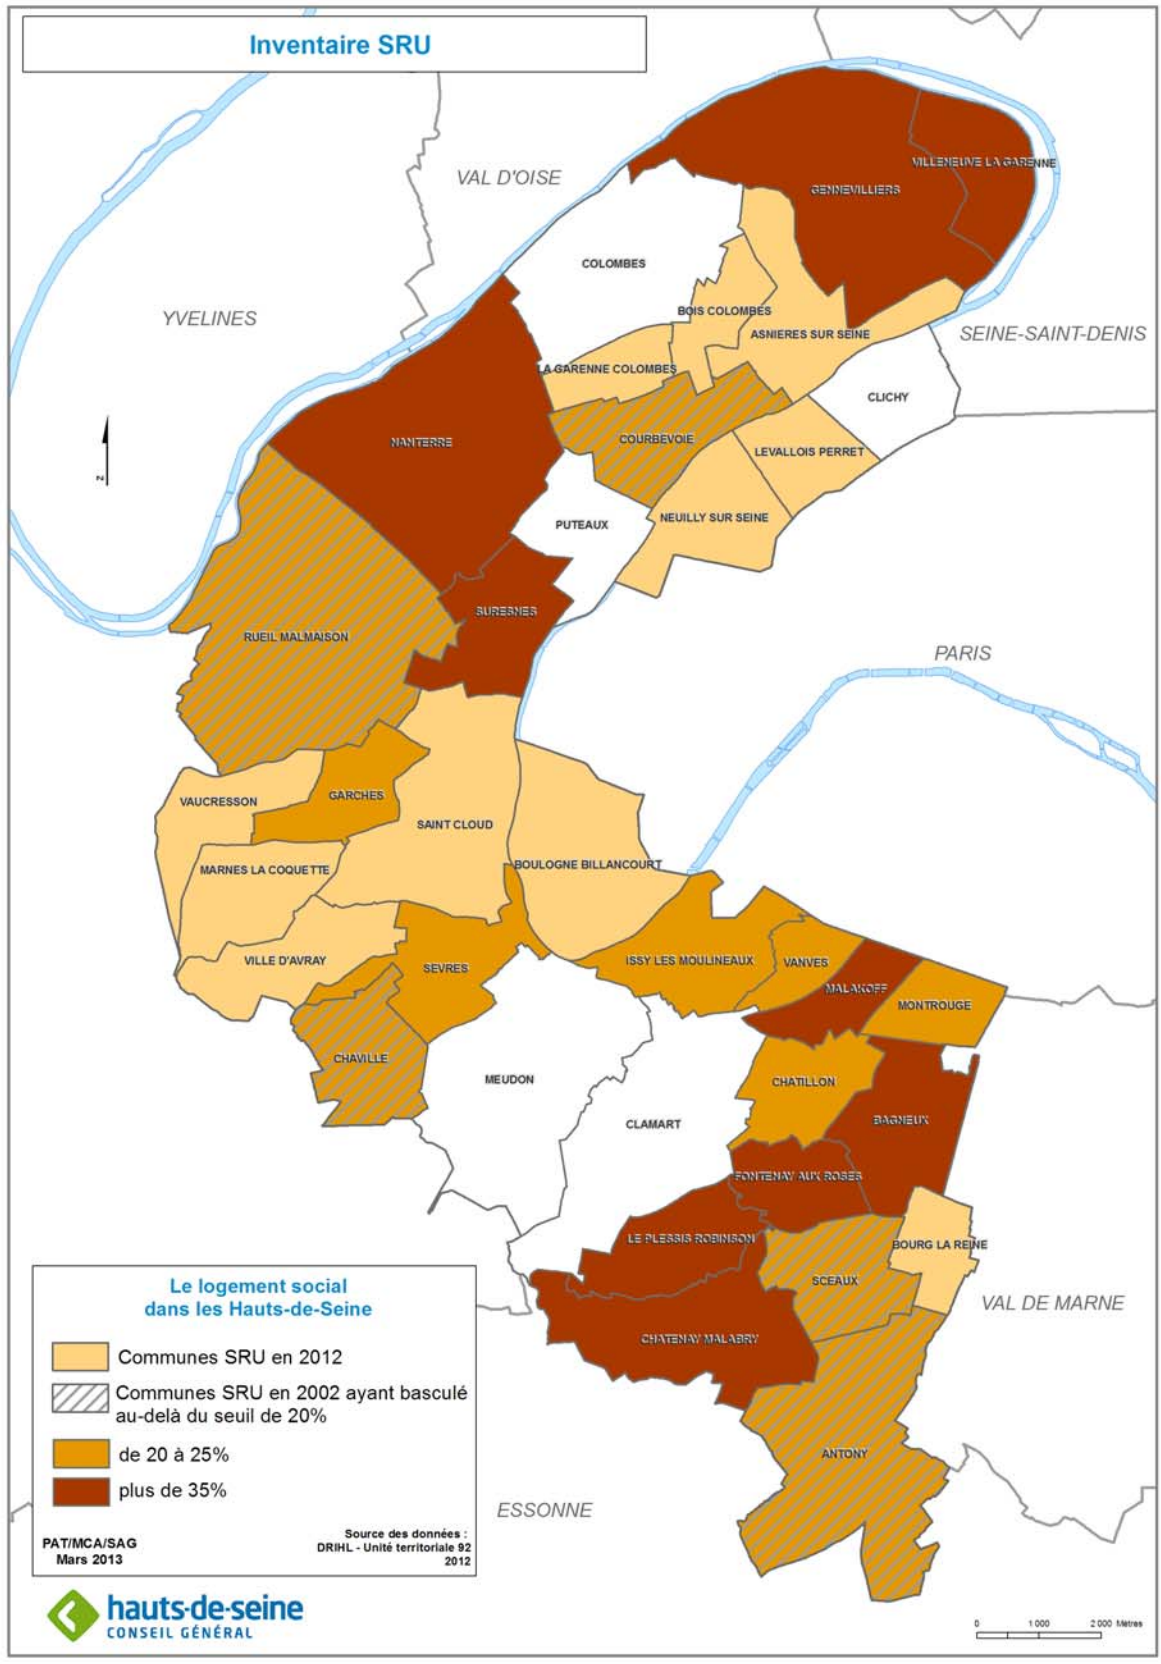 Inventaire SRU
VAL D'OISE
VILLENEUVE LA GARENNE
GENNEVILLIERS
COLOMBES
BOIS COLOMBES
YVELINES
ASNIERES SUR SEINE
SEINE-SAINT-DENIS
LA GARENNE COLOMBES
CLICHY
NANTERRE
COURBEVOIE
LEVALLOIS PERRET
z
NEUILLY SUR SEINE
PUTEAUX
SURESNES
RUEIL MALMAISON
PARIS
GARCHES
VAUCRESSON
SAINT CLOUD
BOULOGNE BILLANCOURT
MARNES LA COQUETTE
VILLE D'AVRAY
ISSY LES MOULINEAUX
VANVES
SEVRES
MALAKOFF
MONTROUGE
CHAVILLE
MEUDON
CHATILLON
CLAMART
BAGNEUX
FONTENAY AUX ROSES
LE PLESSIS ROBINSON
BOURG LA REINE
SCEAUX
VAL DE MARNE
CHATENAY MALABRY
ANTONY
ESSONNE
Le logement social
dans les Hauts-de-Seine
Communes SRU en 2012
Communes SRU en 2002 ayant basculé
au-delà du seuil de 20%
de 20 à 25%
plus de 35%
PAT/MCA/SAG
Mars 2013
Source des données :
DRIHL - Unité territoriale 92
2012
hauts-de-seine
CONSEIL GÉNÉRAL
0 1 000 2 000 Mètres